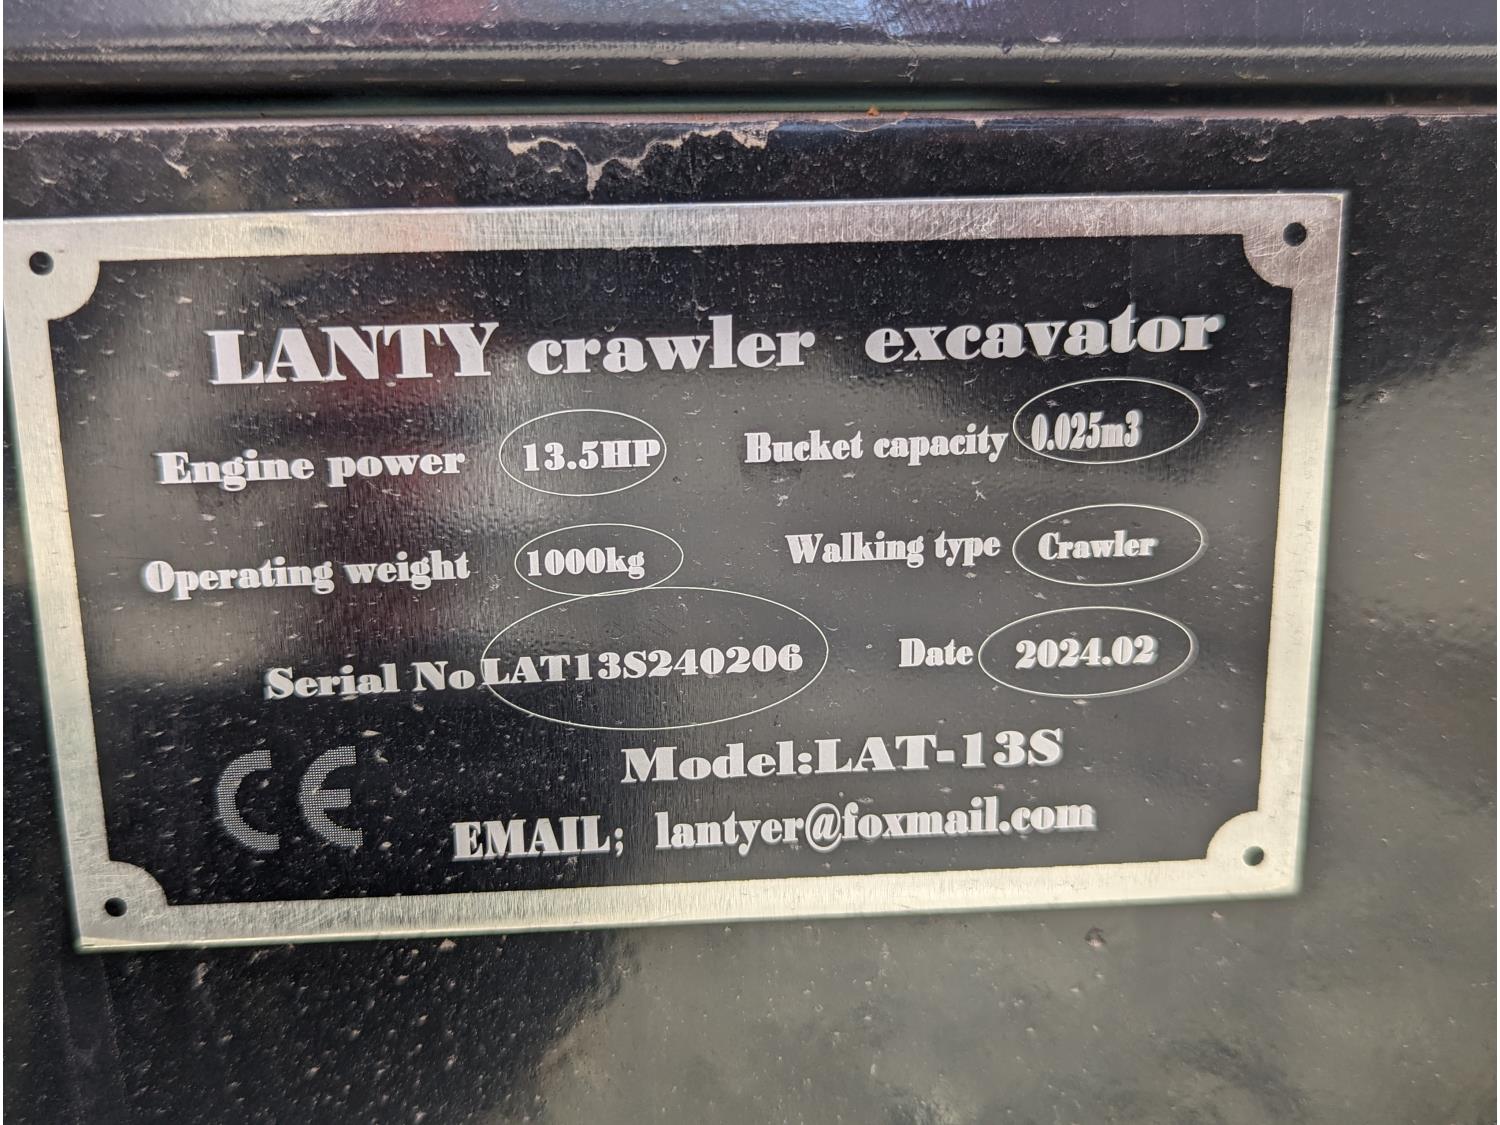 LANTY crawler excavator
Engine power 13.5HP Bucket capacity 0.025m3
Operating weight 1000kg Walking type Crawler
Serial No LAT13S240206 Date 2024.02
Model:LAT-13S
CE
EMAIL; lantyer@foxmail.com